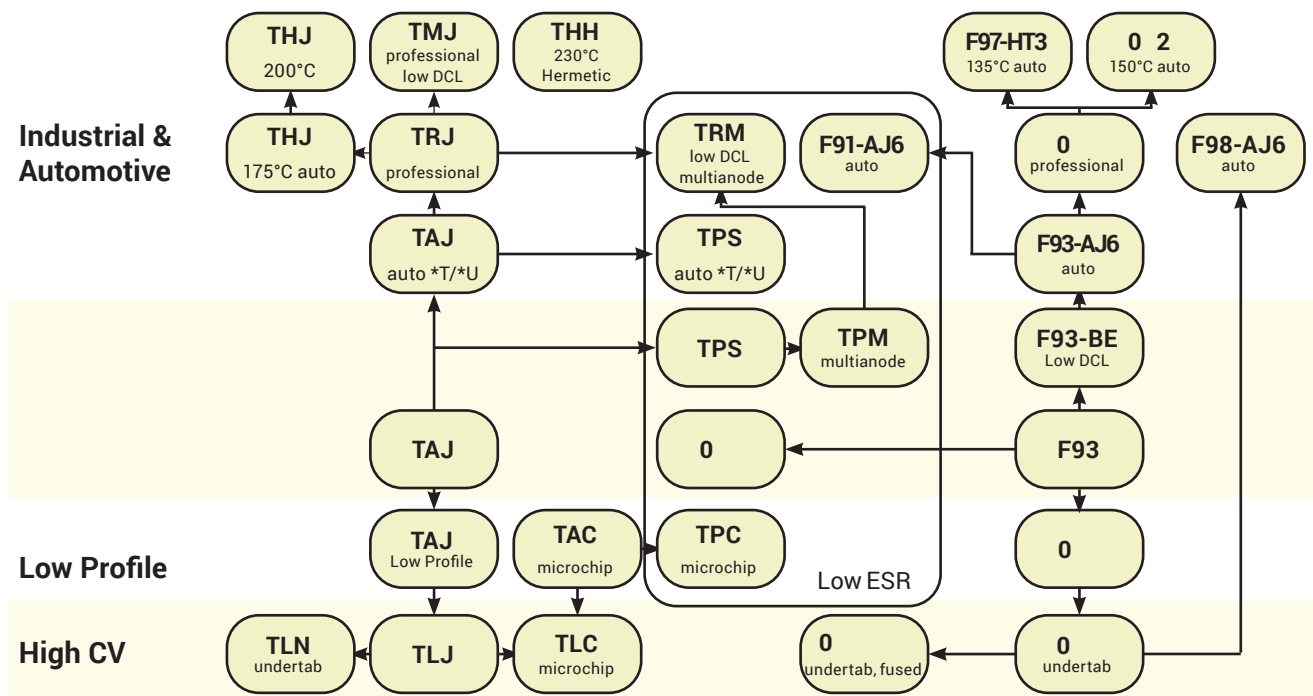 THJ
200°C
TMJ
professional
low DCL
THH
230°C
Hermetic
F97-HT3
135°C auto
0 2
150°C auto
Industrial &
Automotive
THJ
175°C auto
TRJ
professional
TRM
low DCL
multianode
F91-AJ6
auto
0
professional
F98-AJ6
auto
TAJ
auto *T/*U
TPS
auto *T/*U
F93-AJ6
auto
TPS
TPM
multianode
F93-BE
Low DCL
TAJ
0
F93
Low Profile
TAJ
Low Profile
TAC
microchip
TPC
microchip
Low ESR
0
High CV
TLN
undertab
TLJ
TLC
microchip
0
undertab, fused
0
undertab